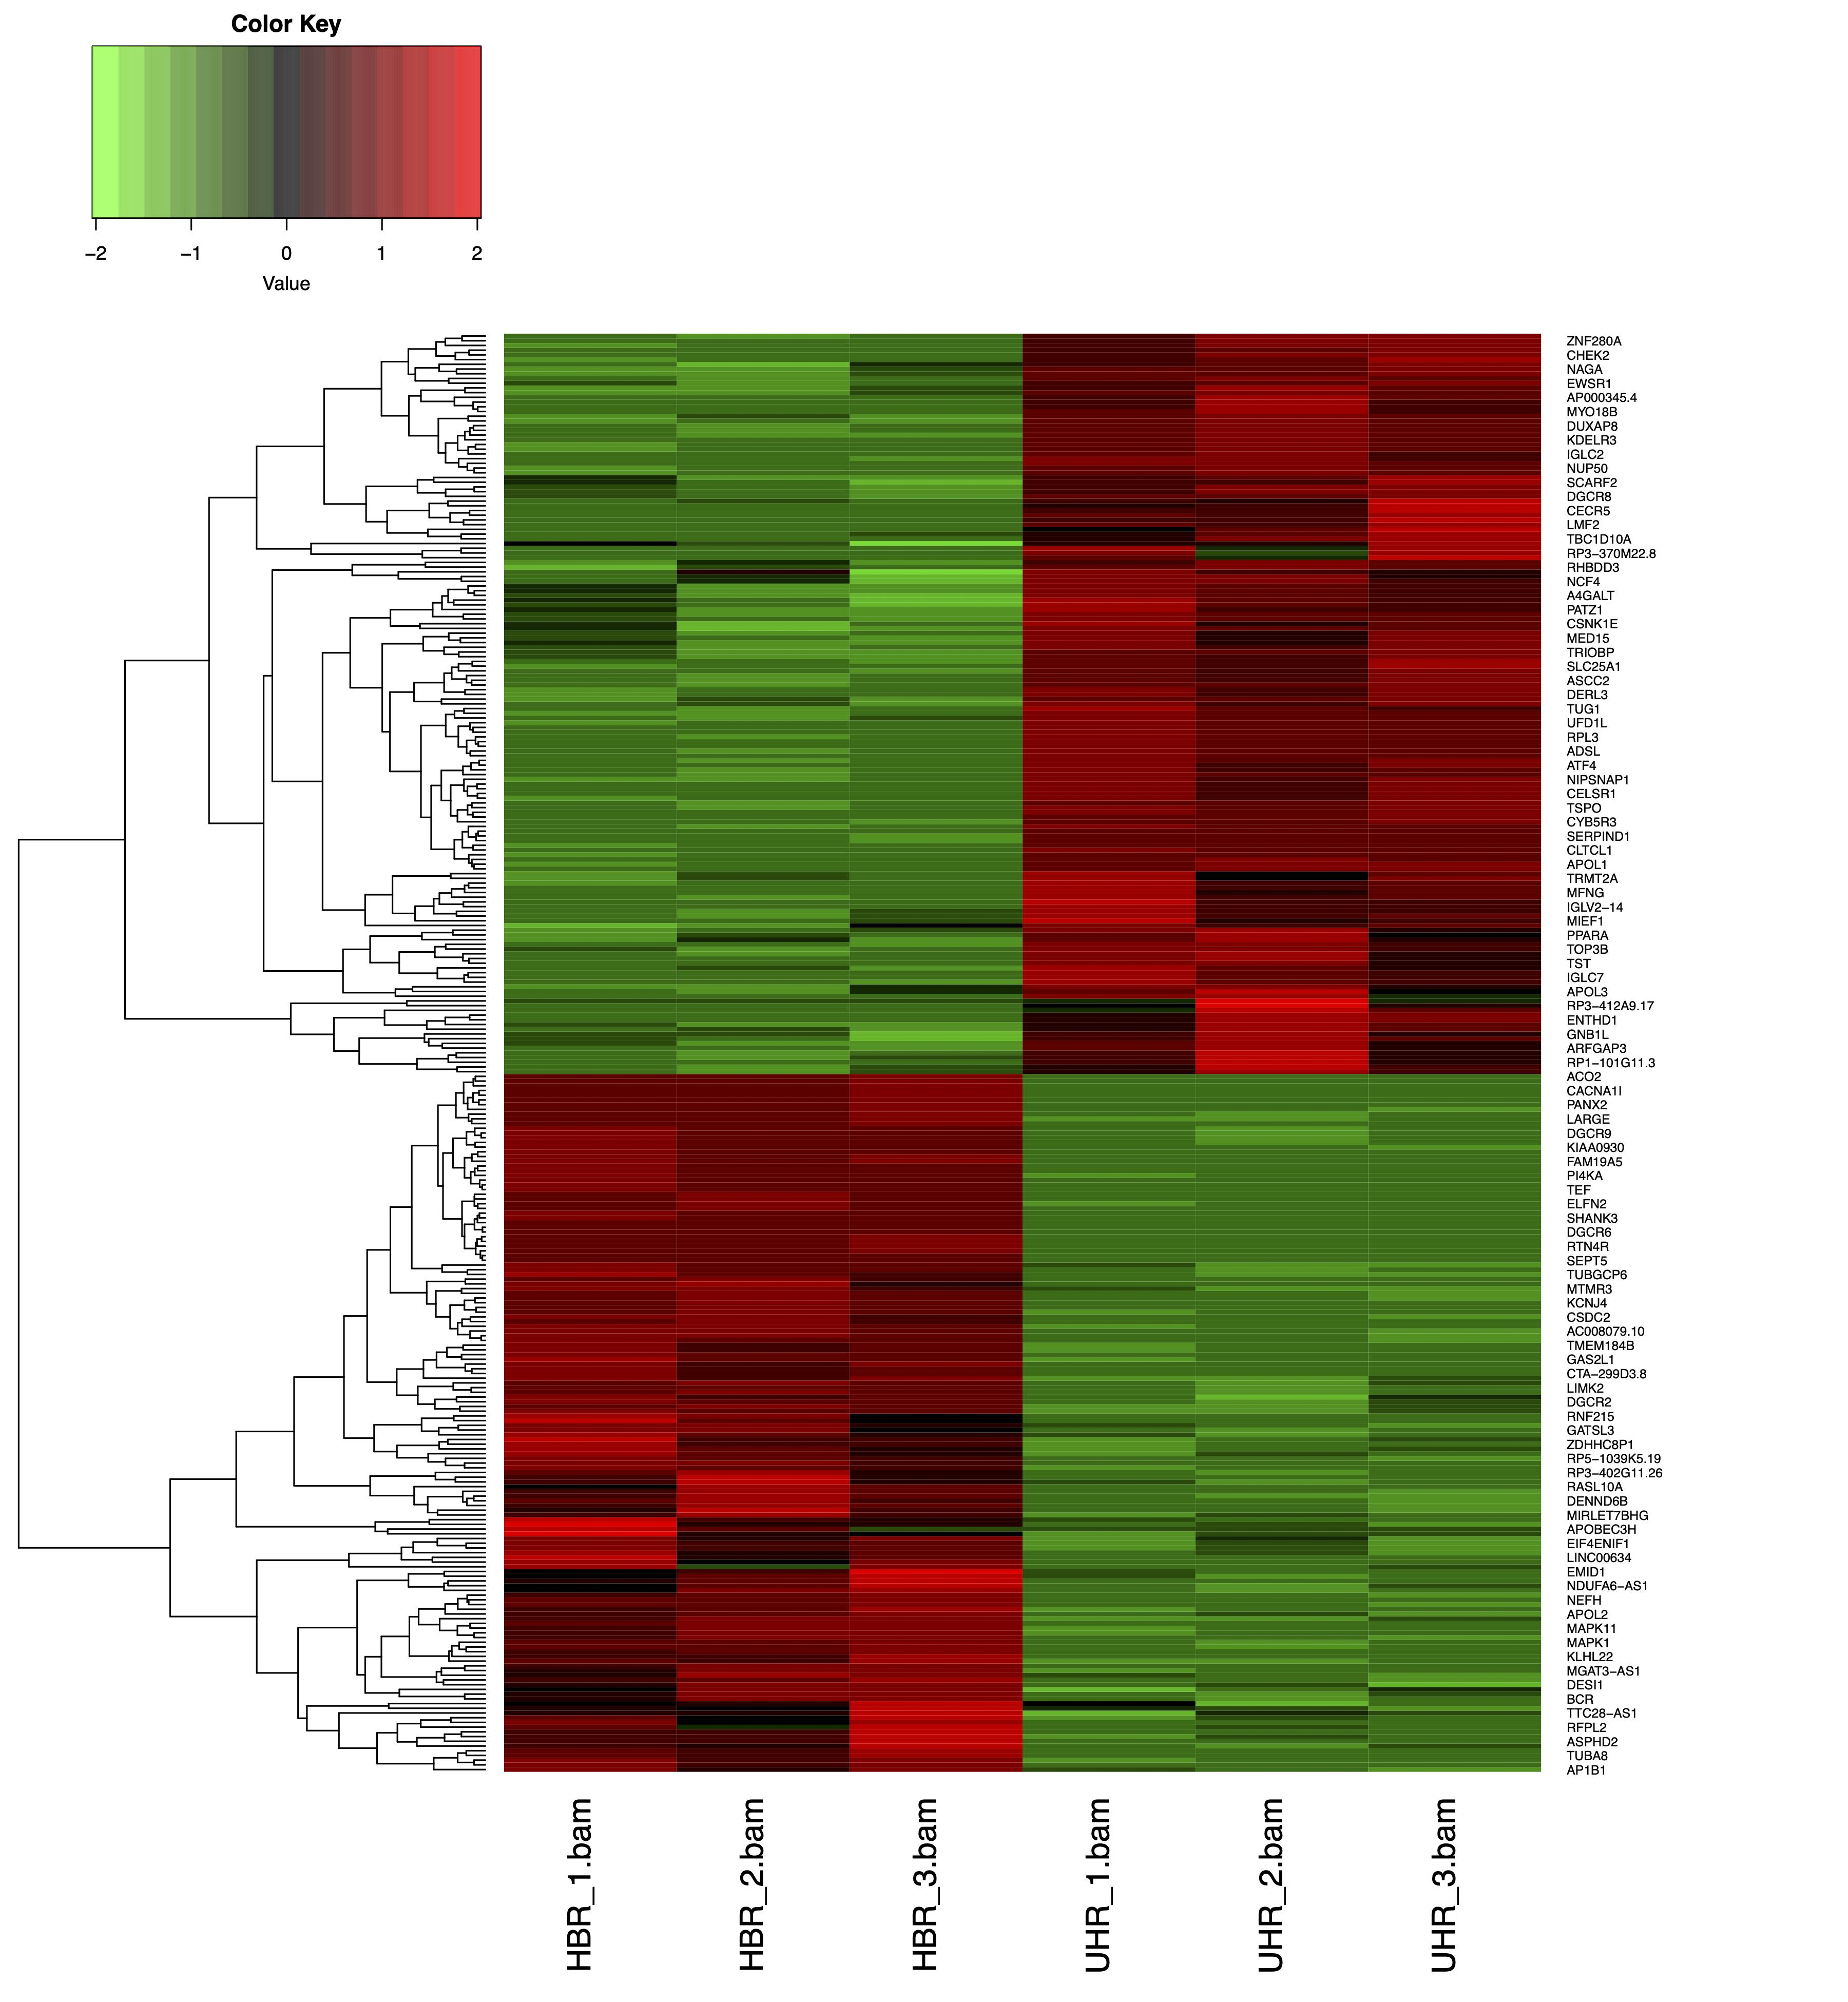 Color Key
−2 −1 0 1 2
Value
ZNF280A
CHEK2
NAGA
EWSR1
AP000345.4
MYO18B
DUXAP8
KDELR3
IGLC2
NUP50
SCARF2
DGCR8
CECR5
LMF2
TBC1D10A
RP3−370M22.8
RHBDD3
NCF4
A4GALT
PATZ1
CSNK1E
MED15
TRIOBP
SLC25A1
ASCC2
DERL3
TUG1
UFD1L
RPL3
ADSL
ATF4
NIPSNAP1
CELSR1
TSPO
CYB5R3
SERPIND1
CLTCL1
APOL1
TRMT2A
MFNG
IGLV2−14
MIEF1
PPARA
TOP3B
TST
IGLC7
APOL3
RP3−412A9.17
ENTHD1
GNB1L
ARFGAP3
RP1−101G11.3
ACO2
CACNA1I
PANX2
LARGE
DGCR9
KIAA0930
FAM19A5
PI4KA
TEF
ELFN2
SHANK3
DGCR6
RTN4R
SEPT5
TUBGCP6
MTMR3
KCNJ4
CSDC2
AC008079.10
TMEM184B
GAS2L1
CTA−299D3.8
LIMK2
DGCR2
RNF215
GATSL3
ZDHHC8P1
RP5−1039K5.19
RP3−402G11.26
RASL10A
DENND6B
MIRLET7BHG
APOBEC3H
EIF4ENIF1
LINC00634
EMID1
NDUFA6−AS1
NEFH
APOL2
MAPK11
MAPK1
KLHL22
MGAT3−AS1
DESI1
BCR
TTC28−AS1
RFPL2
ASPHD2
TUBA8
AP1B1
HBR_1.bam
HBR_2.bam
HBR_3.bam
UHR_1.bam
UHR_2.bam
UHR_3.bam